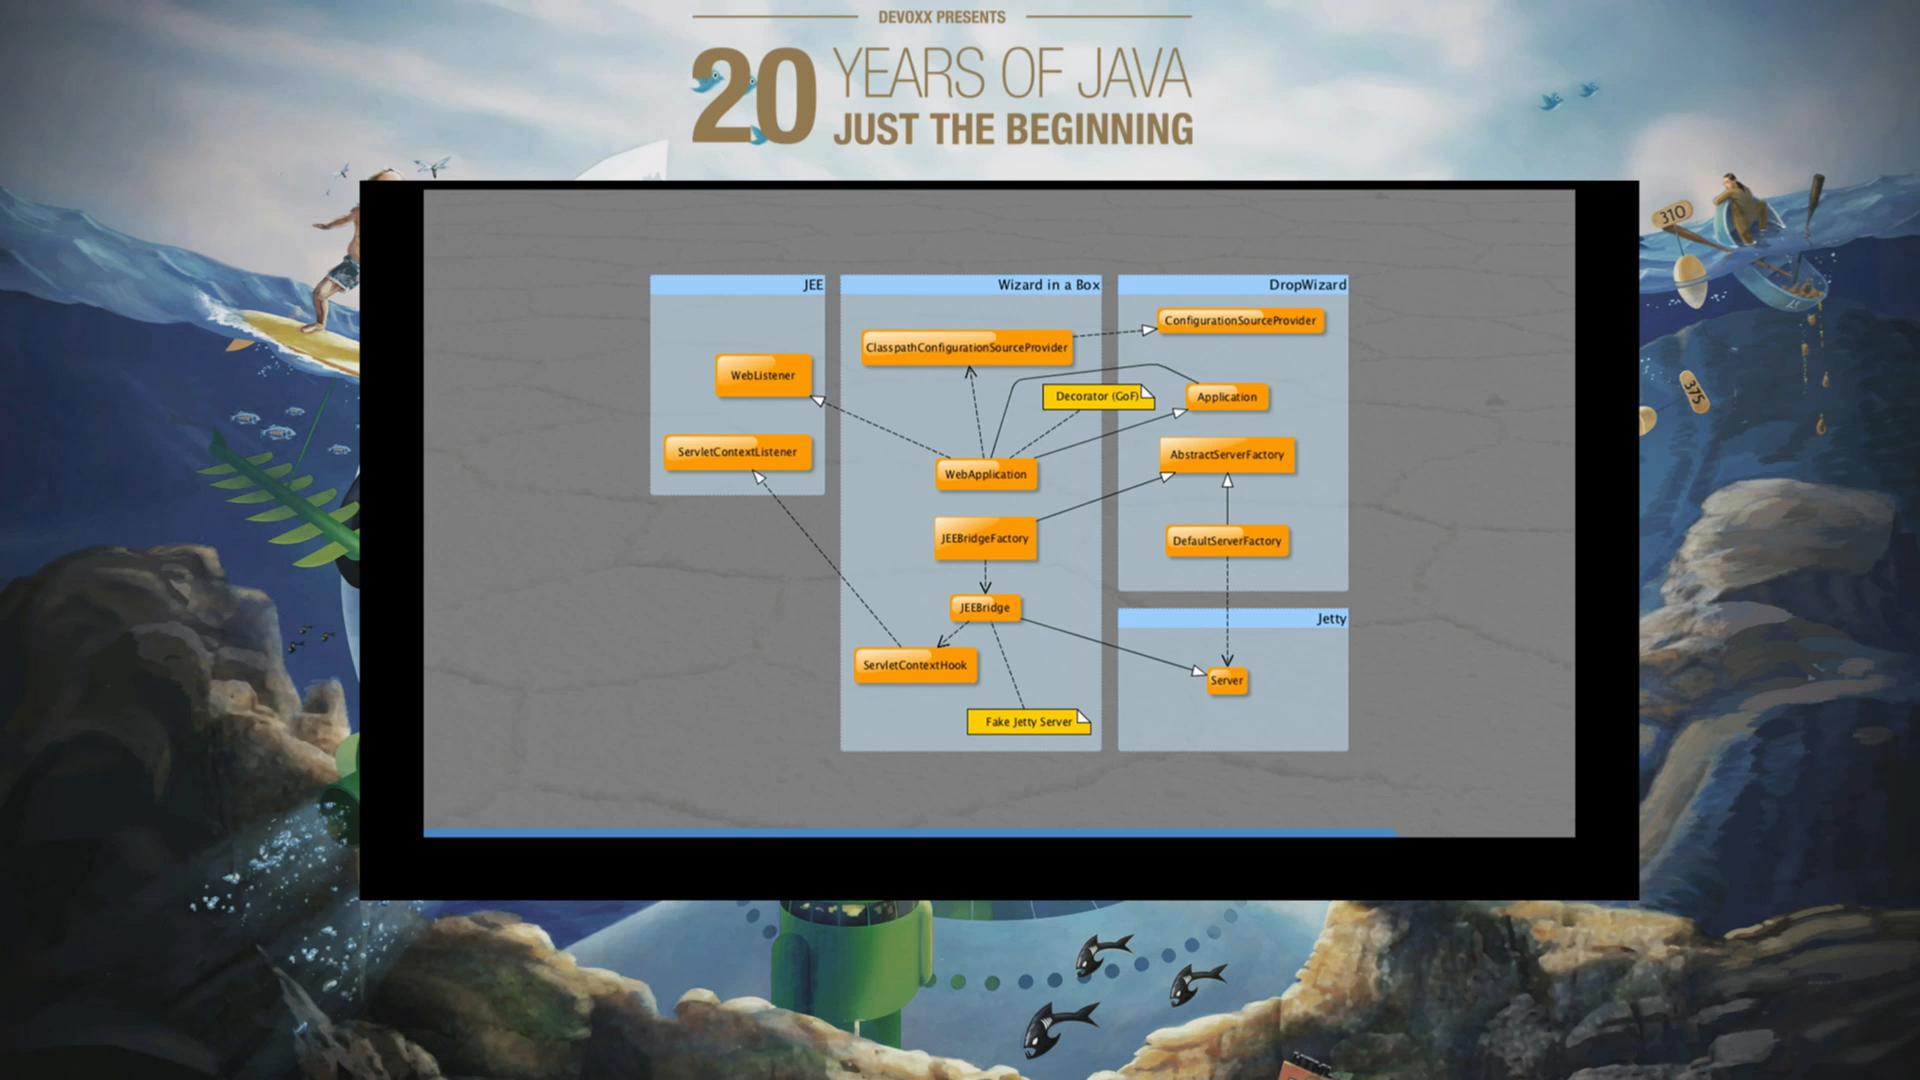 DEVOXX PRESENTS
20 YEARS OF JAVA
JUST THE BEGINNING
310
375
JEE
Wizard in a Box
DropWizard
ConfigurationSourceProvider
ClasspathConfigurationSourceProvider
WebListener
Decorator (GoF)
Application
ServletContextListener
AbstractServerFactory
WebApplication
JEEBridgeFactory
DefaultServerFactory
JEEBridge
Jetty
ServletContextHook
Server
Fake Jetty Server